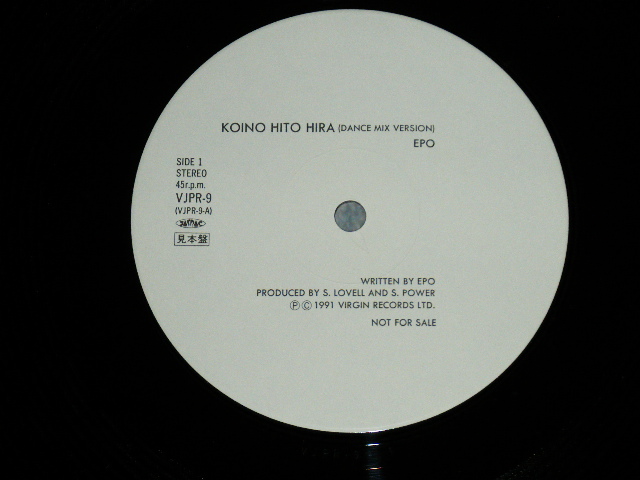 KOINO HITO HIRA (DANCE MIX VERSION)
EPO
SIDE 1
STEREO
45r.p.m.
VJPR-9
(VJPR-9-A)
見本盤
WRITTEN BY EPO
PRODUCED BY S. LOVELL AND S. POWER
Ⓟ Ⓒ 1991 VIRGIN RECORDS LTD.
NOT FOR SALE